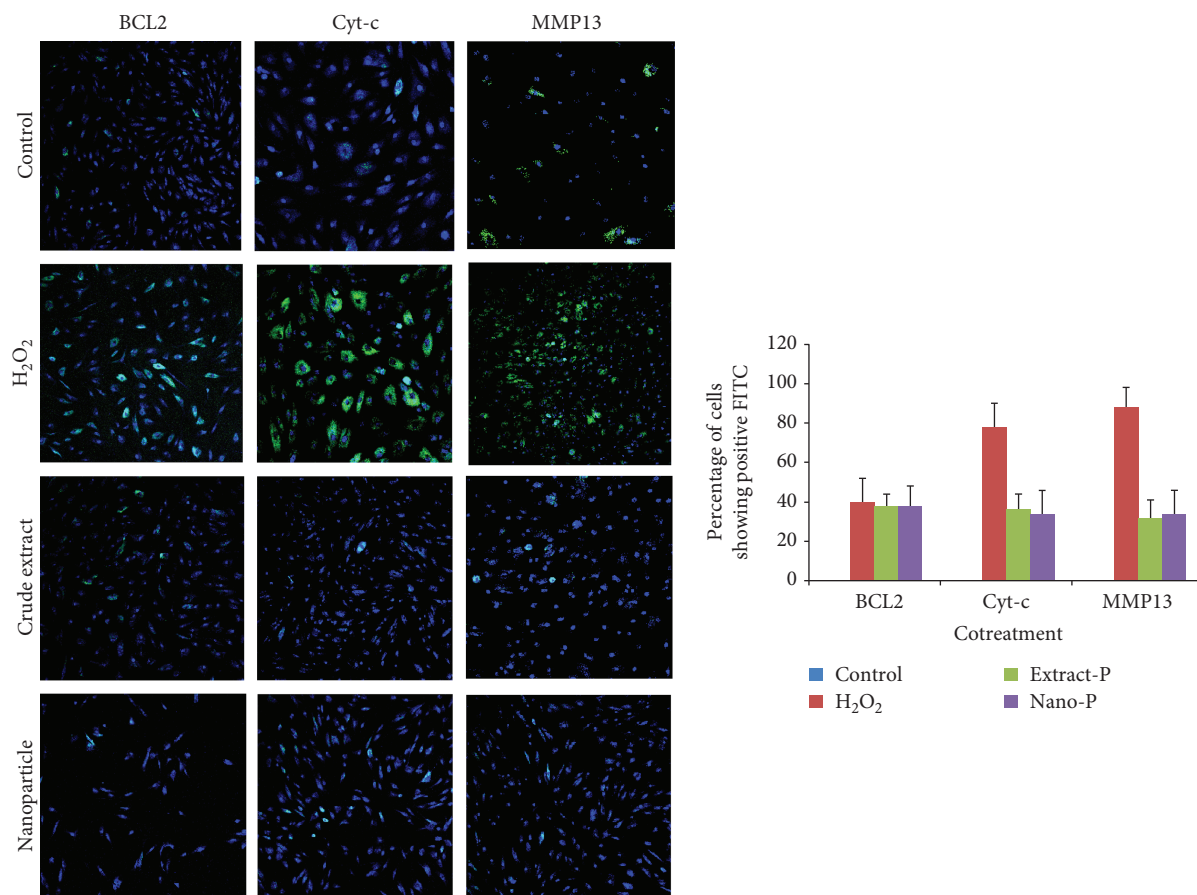 BCL2 Cyt-c MMP13
Control
H₂O₂
Crude extract
Nanoparticle
Percentage of cells
showing positive FITC
120
100
80
60
40
20
0
BCL2 Cyt-c MMP13
Cotreatment
Control
H₂O₂
Extract-P
Nano-P